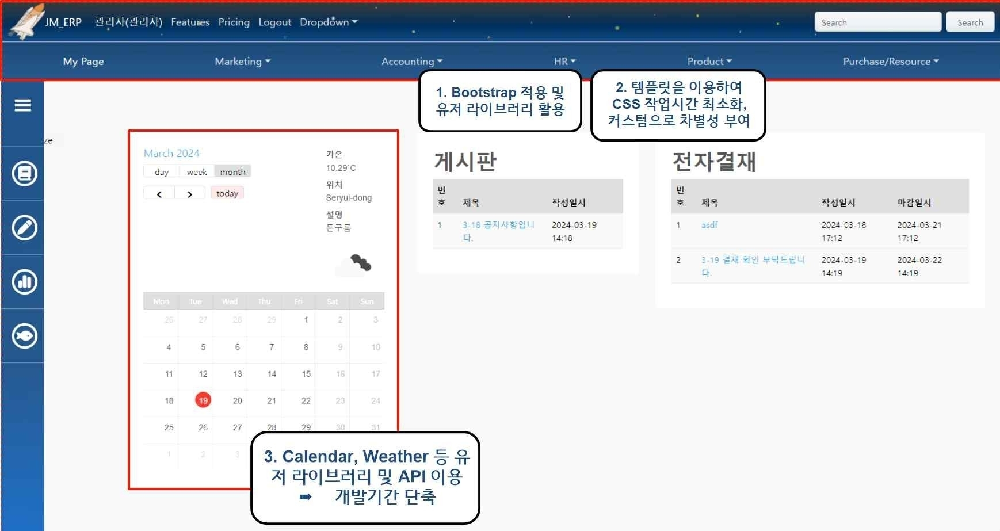 JM_ERP 관리자(관리자) Features Pricing Logout Dropdown Search Search
My Page Marketing Accounting HR Product Purchase/Resource
1. Bootstrap 적용 및
유저 라이브러리 활용
2. 템플릿을 이용하여
CSS 작업시간 최소화,
커스텀으로 차별성 부여
ze
March 2024
day week month
today
기온
10.29°C
위치
Seryui-dong
설명
튼구름
Mon Tue Wed Thu Fri Sat Sun
26 27 28 29 1 2 3
4 5 6 7 8 9 10
11 12 13 14 15 16 17
18 19 20 21 22 23 24
25 26 27 28 29 30 31
1 2 3
3. Calendar, Weather 등 유
저 라이브러리 및 API 이용
➡ 개발기간 단축
게시판
번호 제목 작성일시
1 3-18 공지사항입니다. 2024-03-19 14:18
전자결재
번호 제목 작성일시 마감일시
1 asdf 2024-03-18 17:12 2024-03-21 17:12
2 3-19 결재 확인 부탁드립니다. 2024-03-19 14:19 2024-03-22 14:19